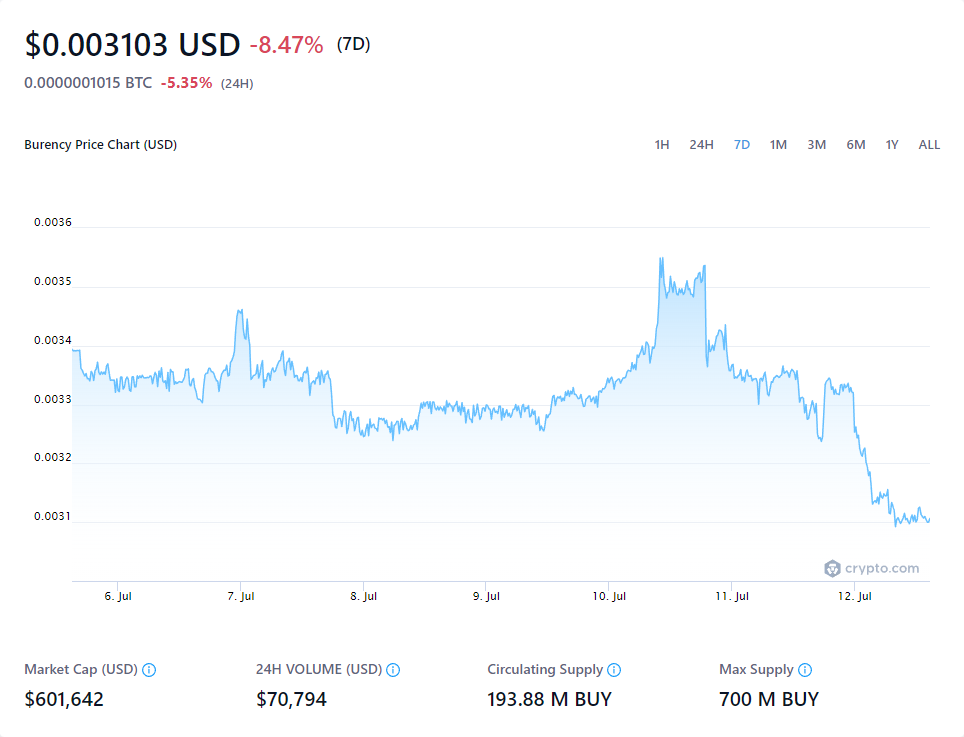 $0.003103 USD -8.47% (7D)
0.0000001015 BTC -5.35% (24H)
Burency Price Chart (USD)
1H 24H 7D 1M 3M 6M 1Y ALL
0.0036
0.0035
0.0034
0.0033
0.0032
0.0031
crypto.com
6. Jul 7. Jul 8. Jul 9. Jul 10. Jul 11. Jul 12. Jul
Market Cap (USD) 24H VOLUME (USD) Circulating Supply Max Supply
$601,642 $70,794 193.88 M BUY 700 M BUY